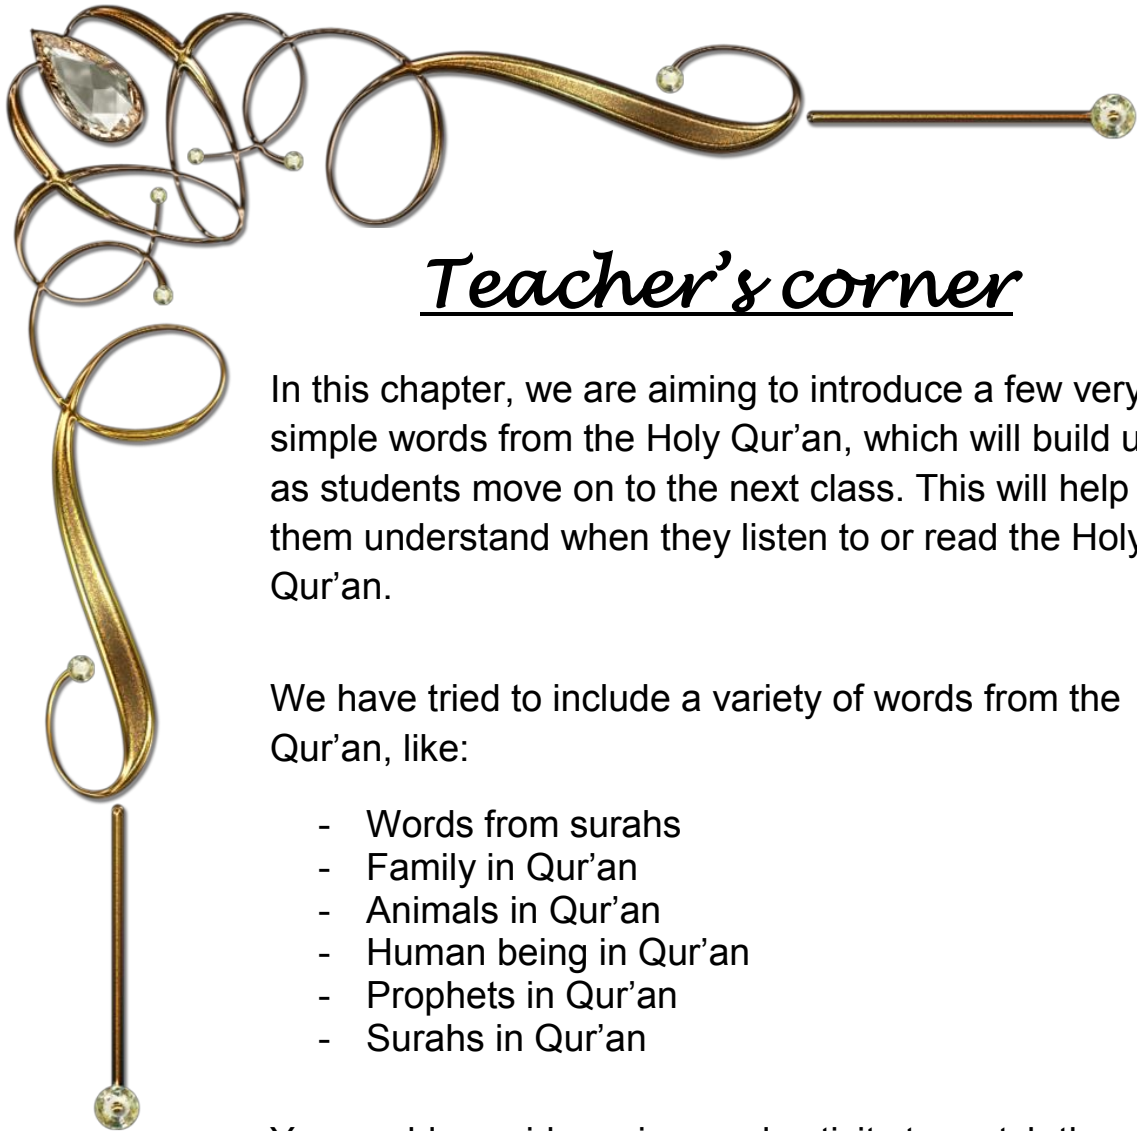 Teacher’s corner
In this chapter, we are aiming to introduce a few very
simple words from the Holy Qur’an, which will build
as students move on to the next class. This will help
them understand when they listen to or read the Holy
Qur’an.
We have tried to include a variety of words from the
Qur’an, like:
- Words from surahs
- Family in Qur’an
- Animals in Qur’an
- Human being in Qur’an
- Prophets in Qur’an
- Surahs in Qur’an